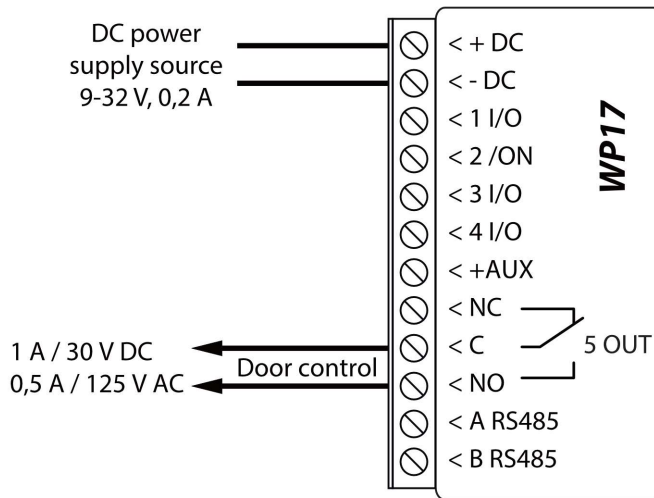 DC power
supply source
9-32 V, 0,2 A
< + DC
< - DC
< 1 I/O
< 2 /ON
< 3 I/O
< 4 I/O
< +AUX
< NC
< C
< NO
< A RS485
< B RS485
WP17
5 OUT
1 A / 30 V DC
0,5 A / 125 V AC
Door control